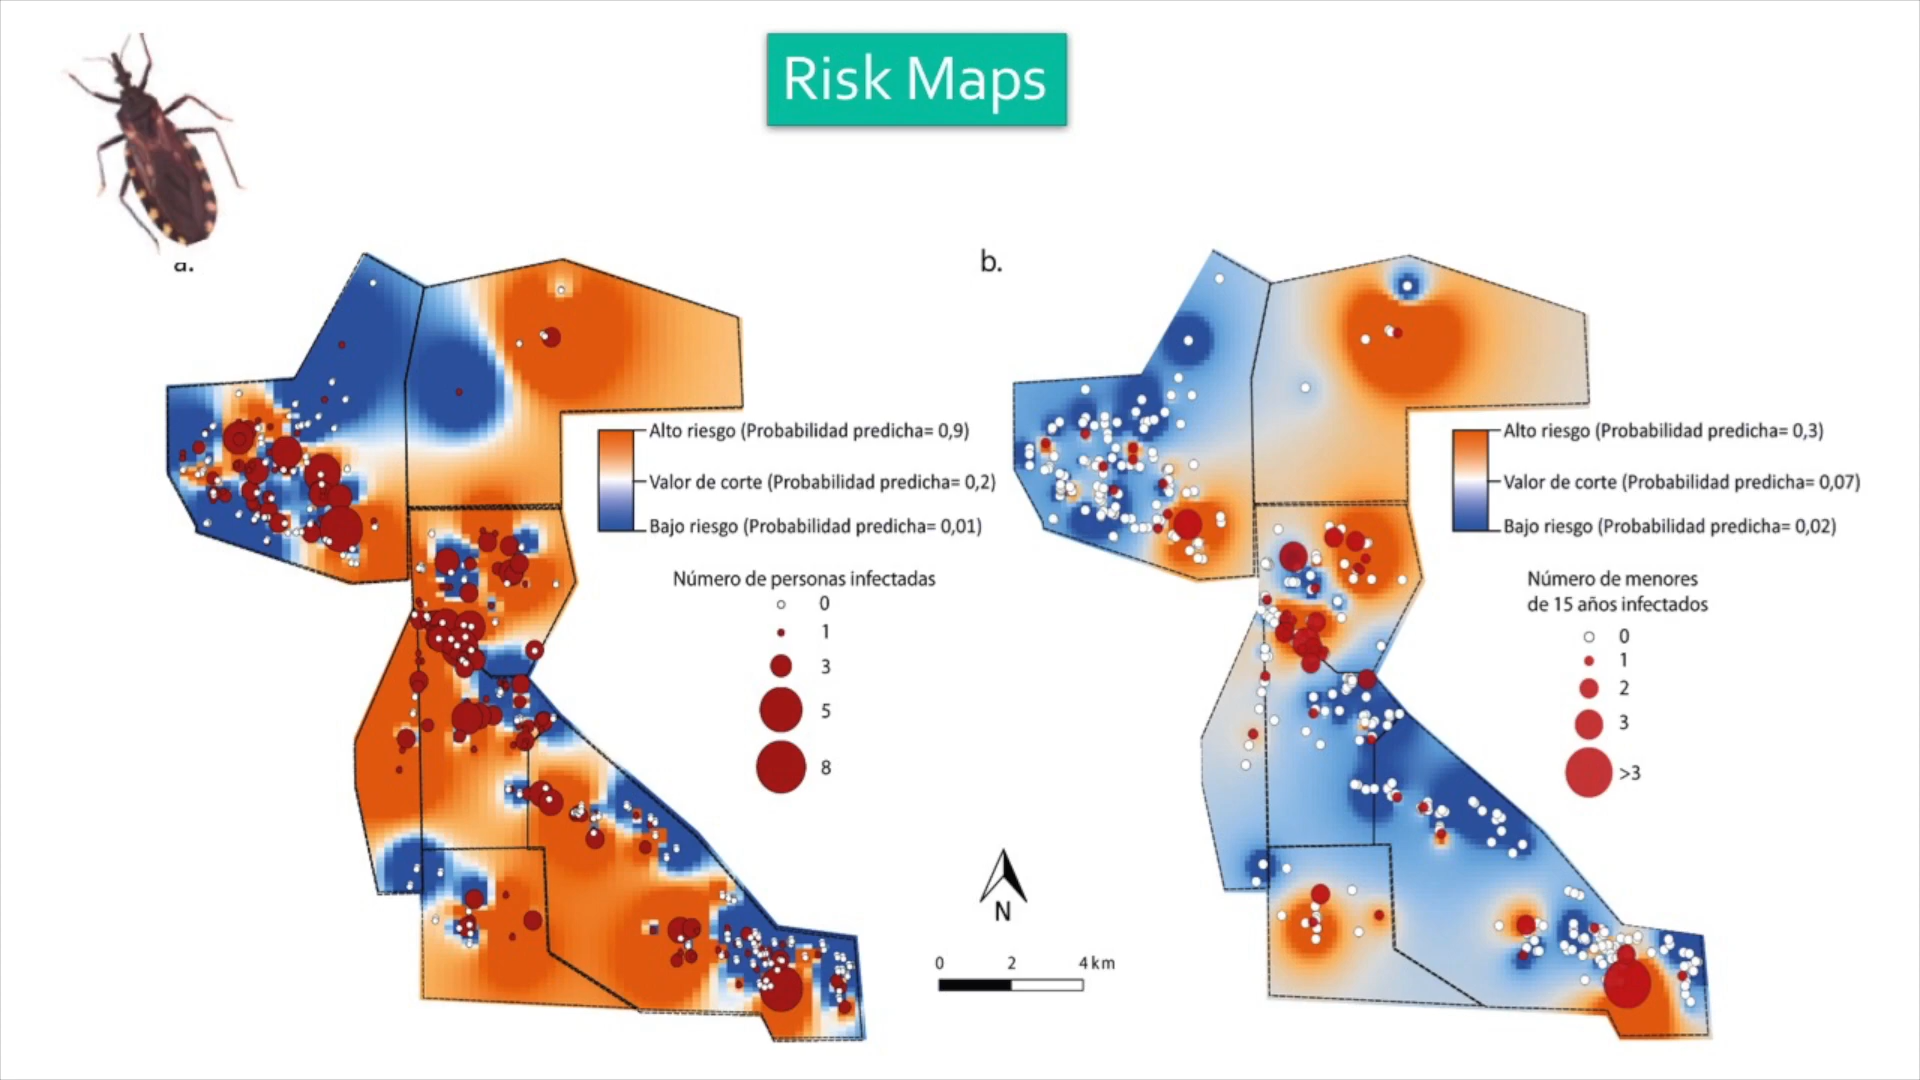 Risk Maps
a.
b.
Alto riesgo (Probabilidad predicha= 0,9)
Valor de corte (Probabilidad predicha= 0,2)
Bajo riesgo (Probabilidad predicha= 0,01)
Número de personas infectadas
0
1
3
5
8
Alto riesgo (Probabilidad predicha= 0,3)
Valor de corte (Probabilidad predicha= 0,07)
Bajo riesgo (Probabilidad predicha= 0,02)
Número de menores
de 15 años infectados
0
1
2
3
>3
N
0 2 4 km